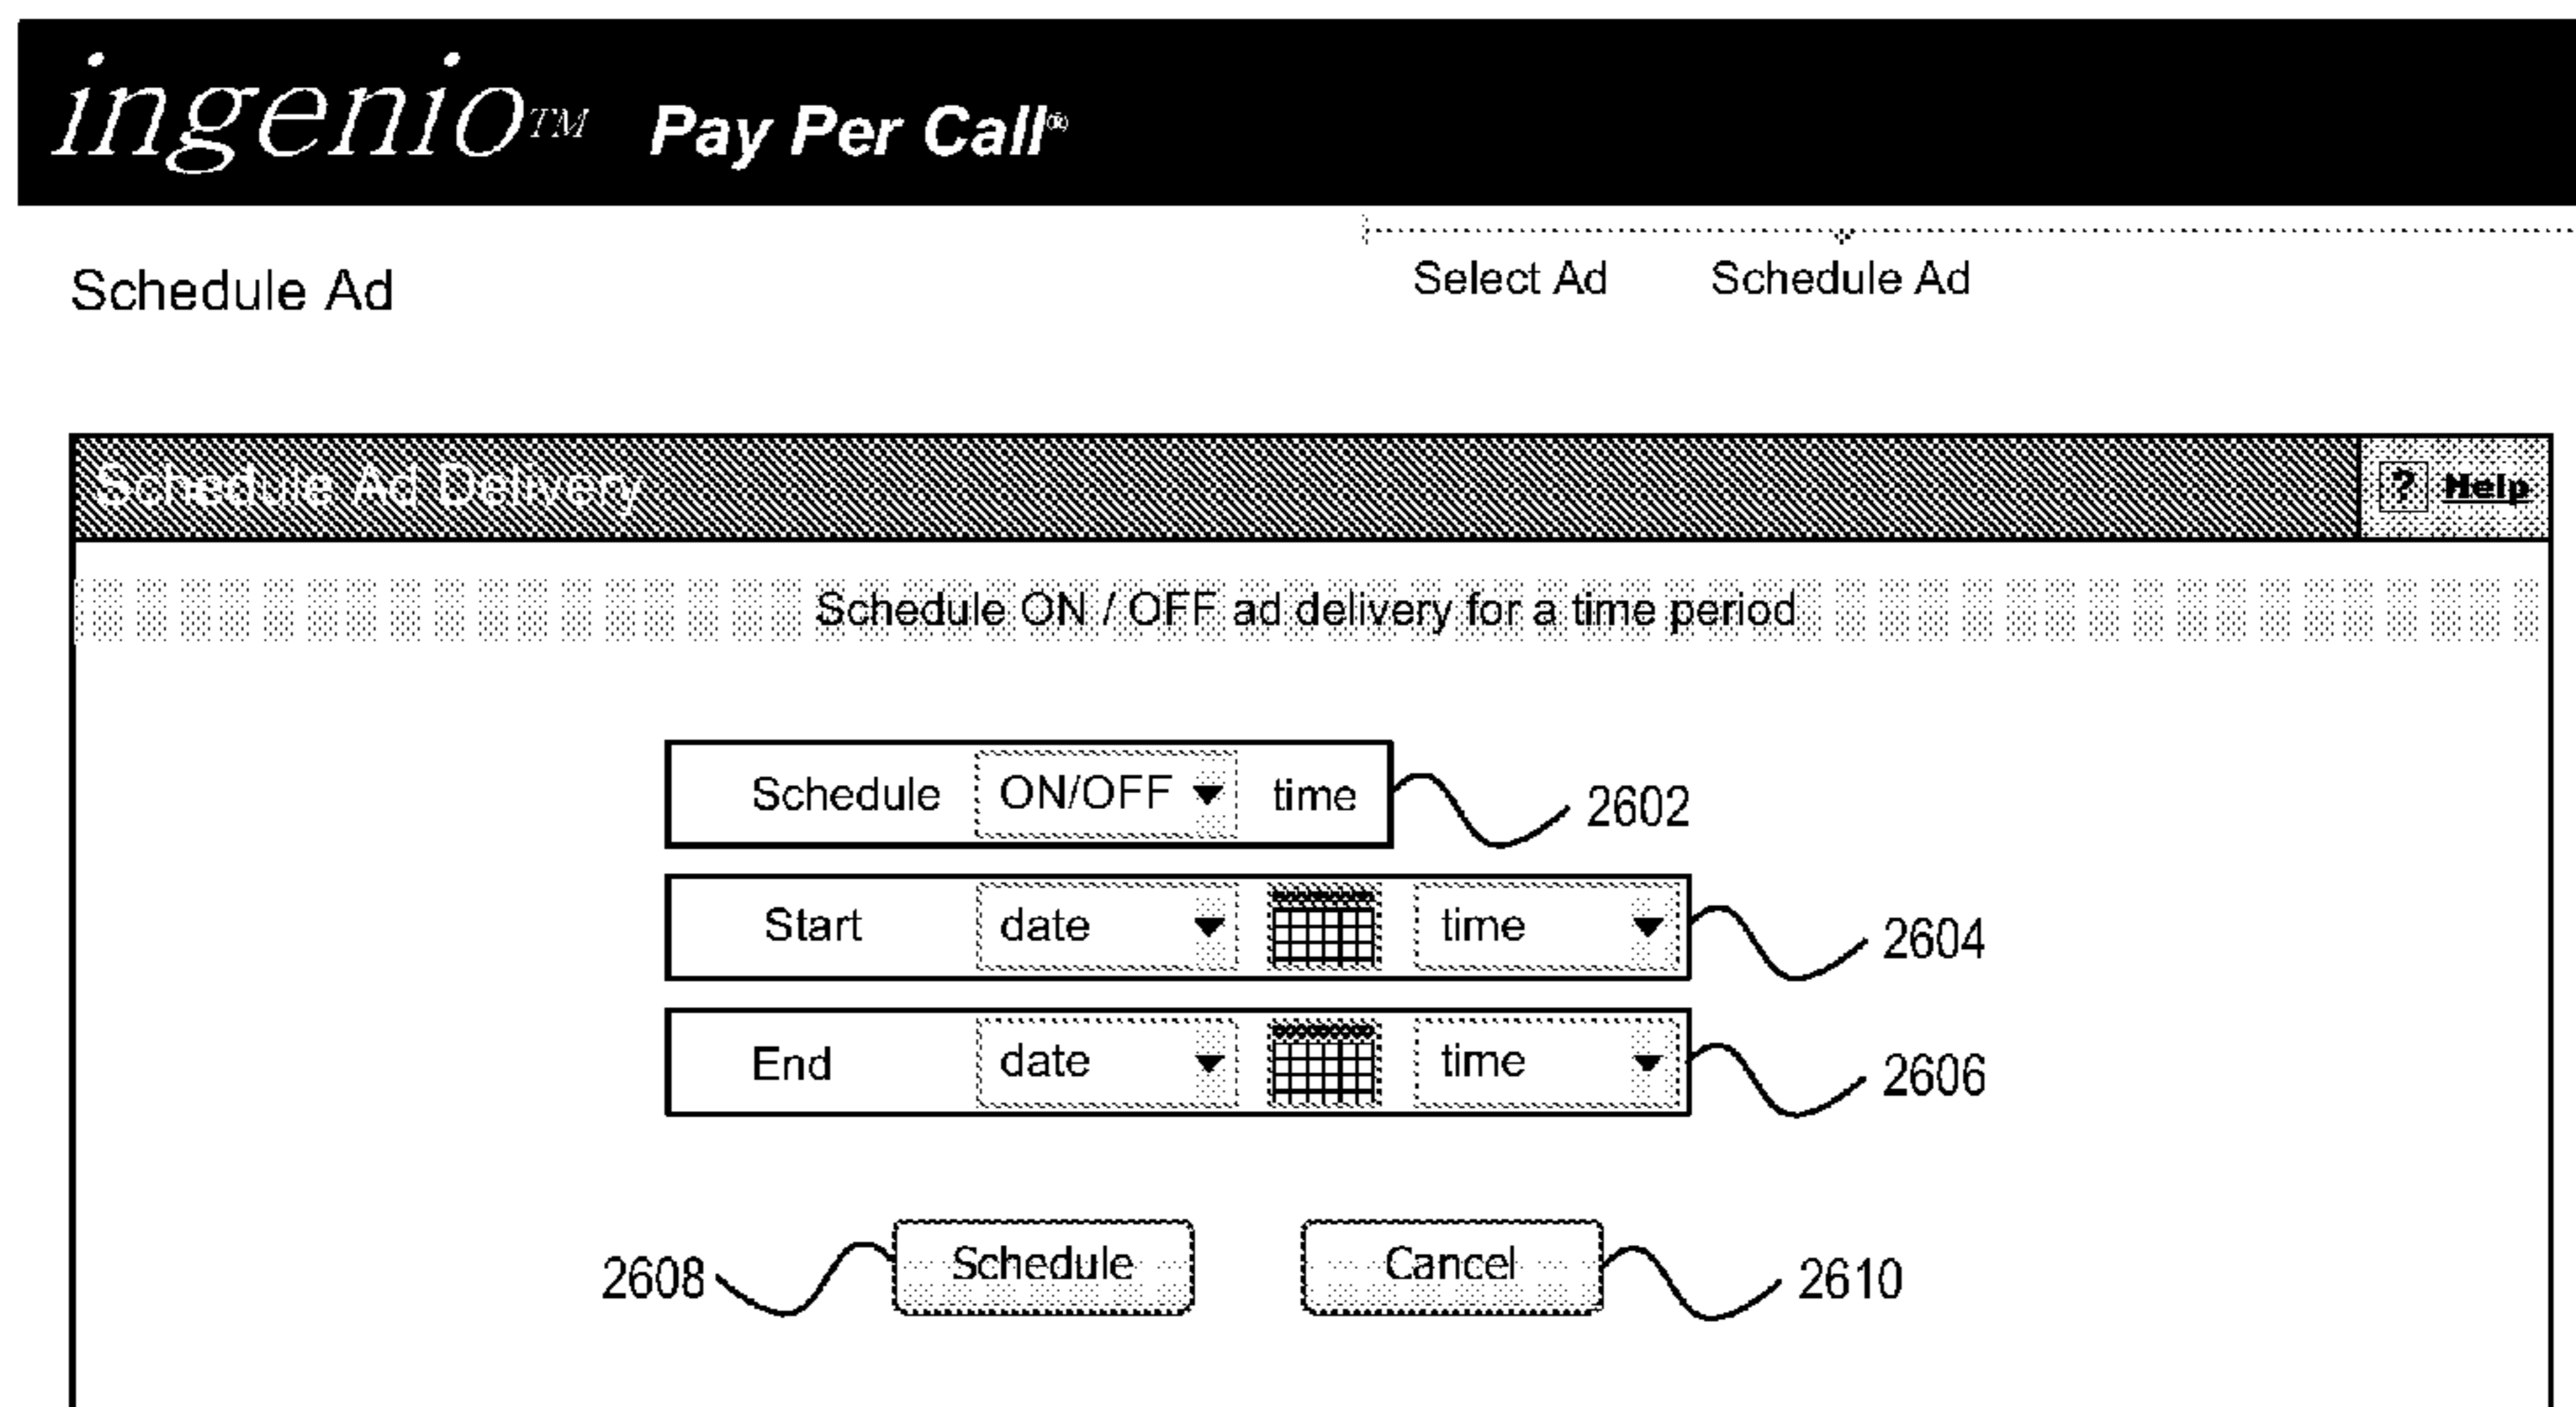 ingenio™ Pay Per Call®
Schedule Ad
Select Ad Schedule Ad
Schedule Ad Delivery
? Help
Schedule ON / OFF ad delivery for a time period
Schedule ON/OFF time 2602
Start date time 2604
End date time 2606
2608 Schedule Cancel 2610